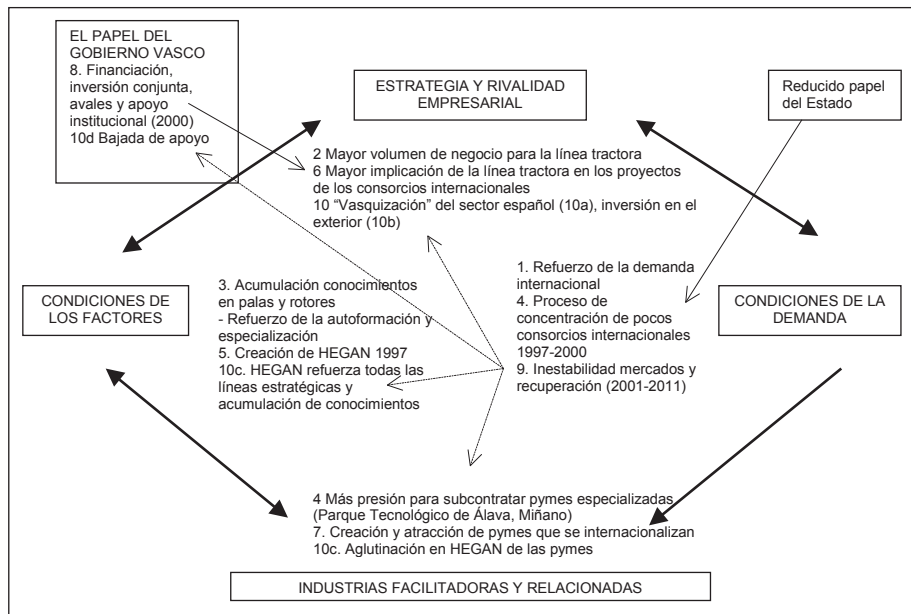 EL PAPEL DEL
GOBIERNO VASCO
8. Financiación,
inversión conjunta,
avales y apoyo
institucional (2000)
10d Bajada de apoyo
ESTRATEGIA Y RIVALIDAD
EMPRESARIAL
Reducido papel
del Estado
2 Mayor volumen de negocio para la línea tractora
6 Mayor implicación de la línea tractora en los proyectos
de los consorcios internacionales
10 “Vasquización” del sector español (10a), inversión en el
exterior (10b)
CONDICIONES DE
LOS FACTORES
3. Acumulación conocimientos
en palas y rotores
- Refuerzo de la autoformación y
especialización
5. Creación de HEGAN 1997
10c. HEGAN refuerza todas las
líneas estratégicas y
acumulación de conocimientos
1. Refuerzo de la demanda
internacional
4. Proceso de
concentración de pocos
consorcios internacionales
1997-2000
9. Inestabilidad mercados y
recuperación (2001-2011)
CONDICIONES DE LA
DEMANDA
4 Más presión para subcontratar pymes especializadas
(Parque Tecnológico de Álava, Miñano)
7. Creación y atracción de pymes que se internacionalizan
10c. Aglutinación en HEGAN de las pymes
INDUSTRIAS FACILITADORAS Y RELACIONADAS